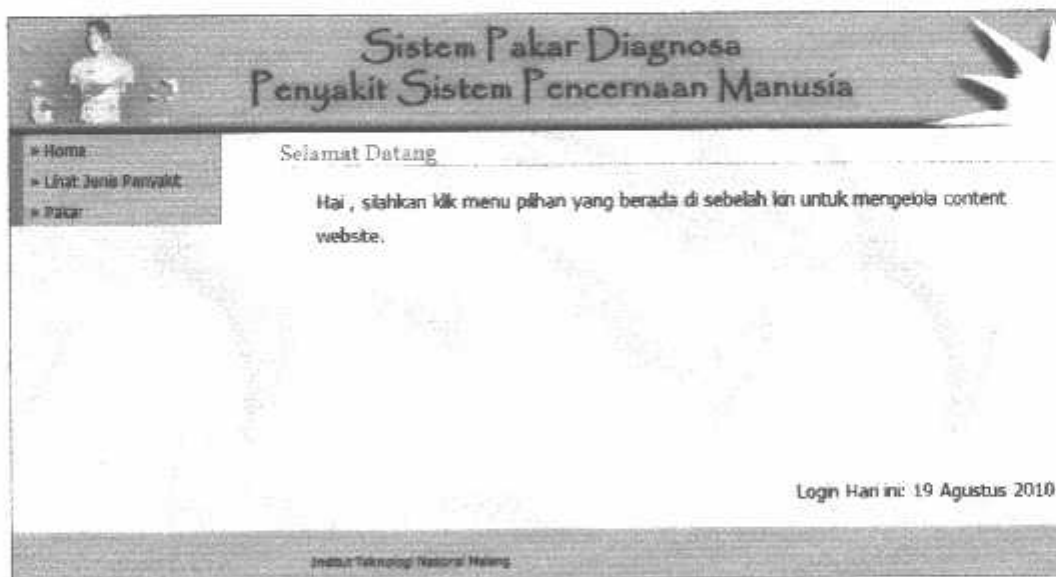 Sistem Pakar Diagnosa
Penyakit Sistem Pencernaan Manusia
» Home
» Lihat Jenis Penyakit
» Pakar
Selamat Datang
Hai , silahkan klik menu pilihan yang berada di sebelah kiri untuk mengelola content
website.
Login Hari ini: 19 Agustus 2010
Institut Teknologi Nasional Malang